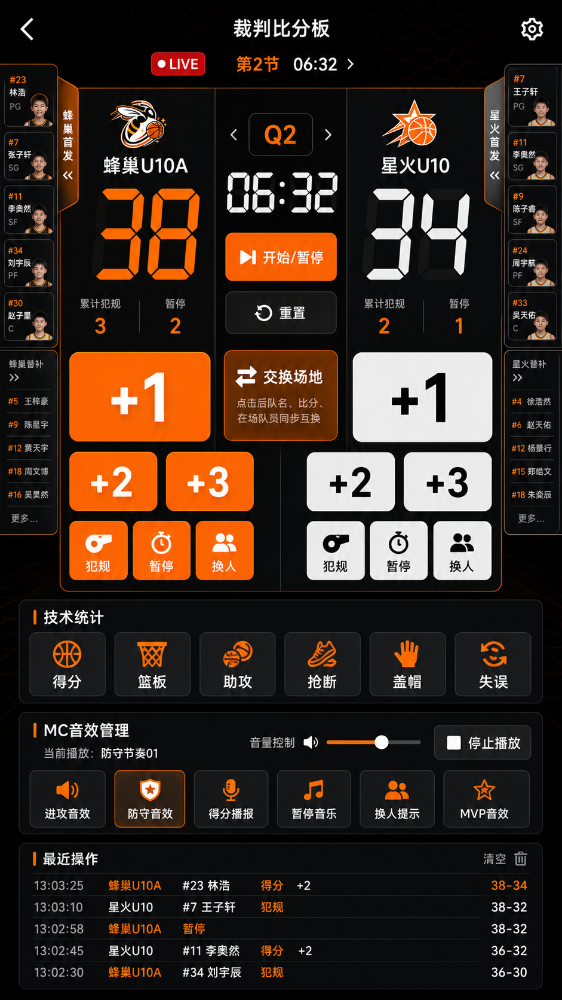 裁判比分板
LIVE 第2节 06:32
#23
林浩
PG
#7
张子轩
SG
#11
李奥然
SF
#34
刘宇辰
PF
#30
赵子墨
C
蜂巢首发
蜂巢替补
#5 王梓豪
#9 陈星宇
#12 黄天宇
#18 周文博
#16 吴昊然
更多...
蜂巢U10A
38
累计犯规 暂停
3 2
+1
+2 +3
犯规 暂停 换人
Q2
06:32
开始/暂停
重置
交换场地
点击后队名、比分、
在场队员同步互换
星火U10
34
累计犯规 暂停
2 1
+1
+2 +3
犯规 暂停 换人
星火首发
#7
王子轩
PG
#11
李奥然
SG
#9
陈子睿
SF
#24
周宇航
PF
#33
吴天佑
C
星火替补
#4 徐浩然
#6 赵天佑
#12 杨景行
#15 郑皓文
#18 朱奕辰
更多...
技术统计
得分 篮板 助攻 抢断 盖帽 失误
MC音效管理
当前播放：防守节奏01
音量控制 停止播放
进攻音效 防守音效 得分播报 暂停音乐 换人提示 MVP音效
最近操作 清空
13:03:25 蜂巢U10A #23 林浩 得分 +2 38-34
13:03:10 星火U10 #7 王子轩 犯规 38-32
13:02:58 蜂巢U10A 暂停 38-32
13:02:45 星火U10 #11 李奥然 得分 +2 36-32
13:02:30 蜂巢U10A #34 刘宇辰 犯规 36-30